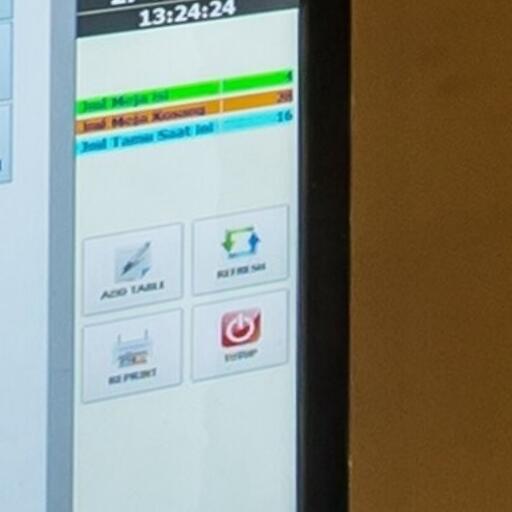 13:24:24
Jml Meja Isi 4
Jml Meja Kosong 28
Jml Tamu Saat Ini 16
ADD TABLE
REFRESH
REPRINT
TUTUP